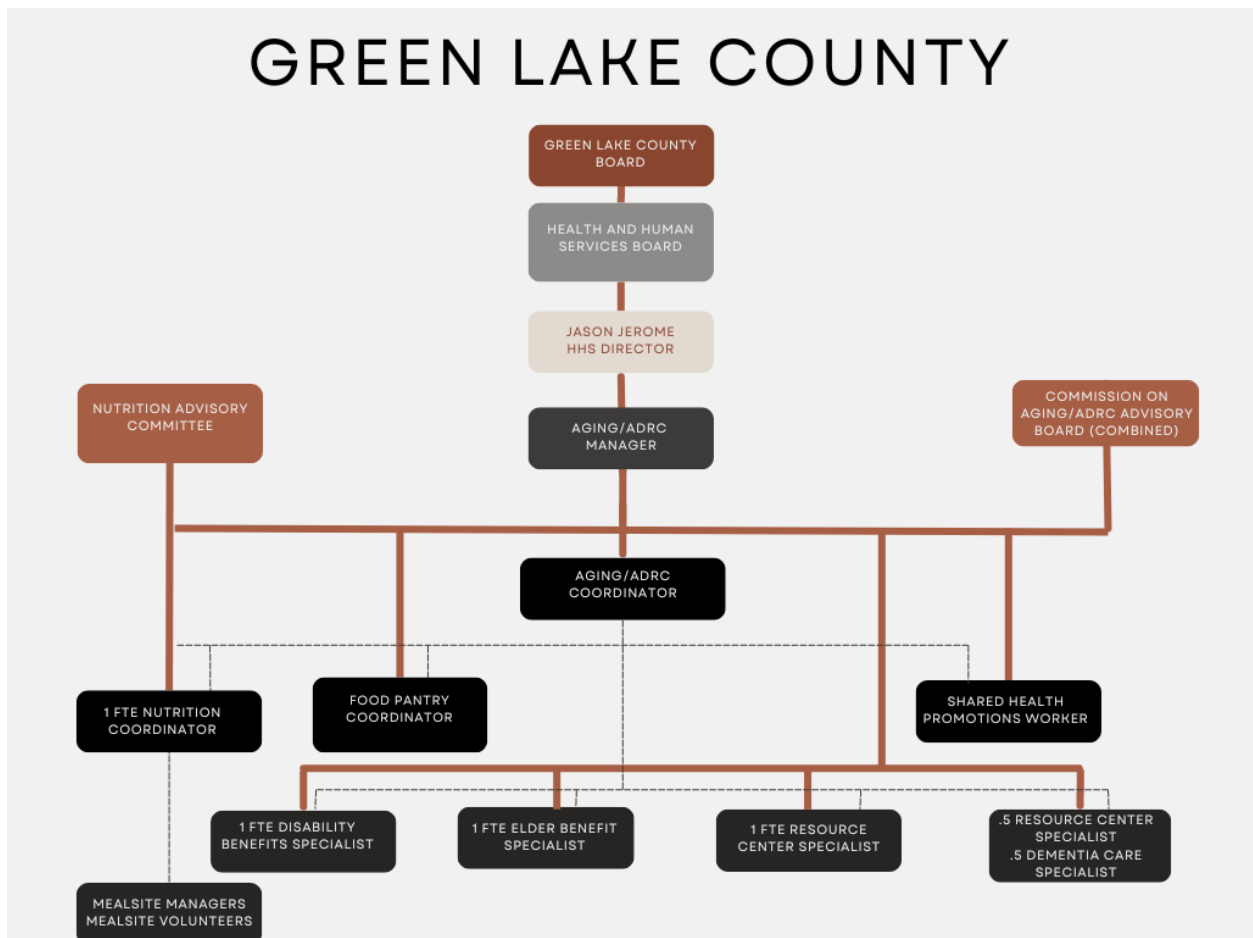 GREEN LAKE COUNTY
GREEN LAKE COUNTY
BOARD
HEALTH AND HUMAN
SERVICES BOARD
JASON JEROME
HHS DIRECTOR
NUTRITION ADVISORY
COMMITTEE
AGING/ADRC
MANAGER
COMMISSION ON
AGING/ADRC ADVISORY
BOARD (COMBINED)
AGING/ADRC
COORDINATOR
1 FTE NUTRITION
COORDINATOR
FOOD PANTRY
COORDINATOR
SHARED HEALTH
PROMOTIONS WORKER
1 FTE DISABILITY
BENEFITS SPECIALIST
1 FTE ELDER BENEFIT
SPECIALIST
1 FTE RESOURCE
CENTER SPECIALIST
.5 RESOURCE CENTER
SPECIALIST
.5 DEMENTIA CARE
SPECIALIST
MEALSITE MANAGERS
MEALSITE VOLUNTEERS